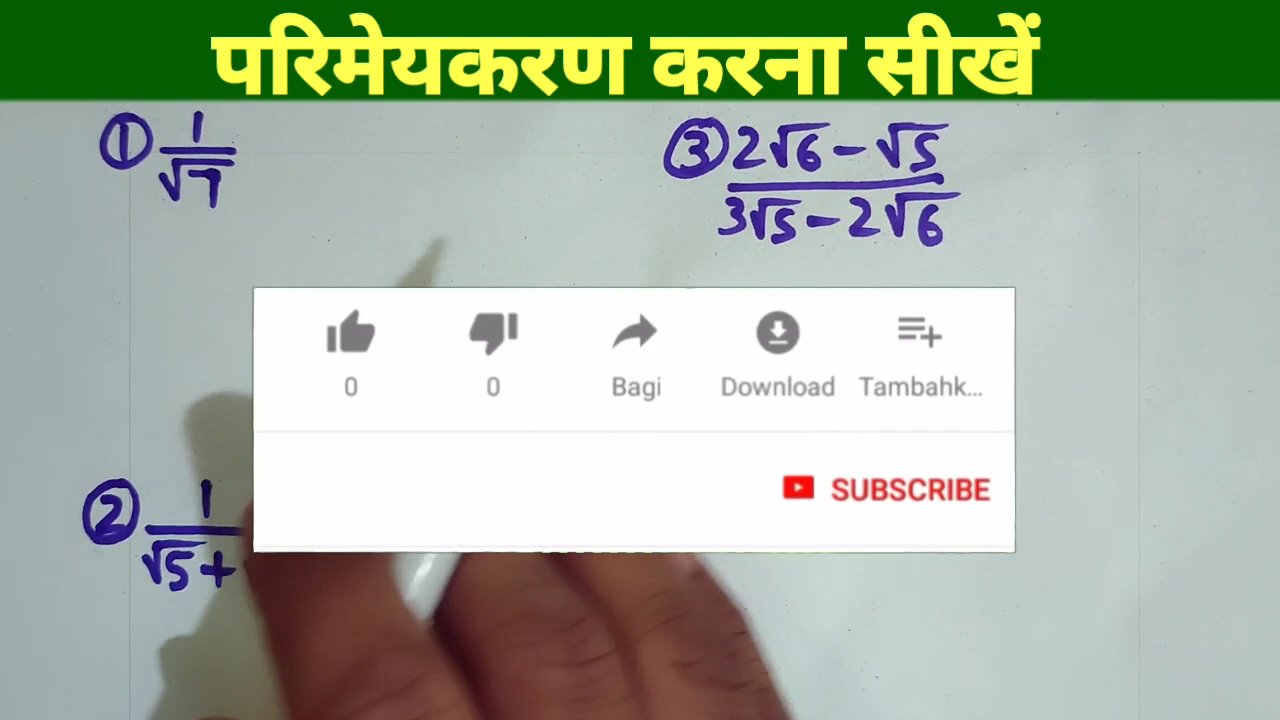 परिमेयकरण करना सीखें
① 1/√7
③ 2√6-√5/3√5-2√6
0 0 Bagi Download Tambahk...
SUBSCRIBE
② 1/√5+